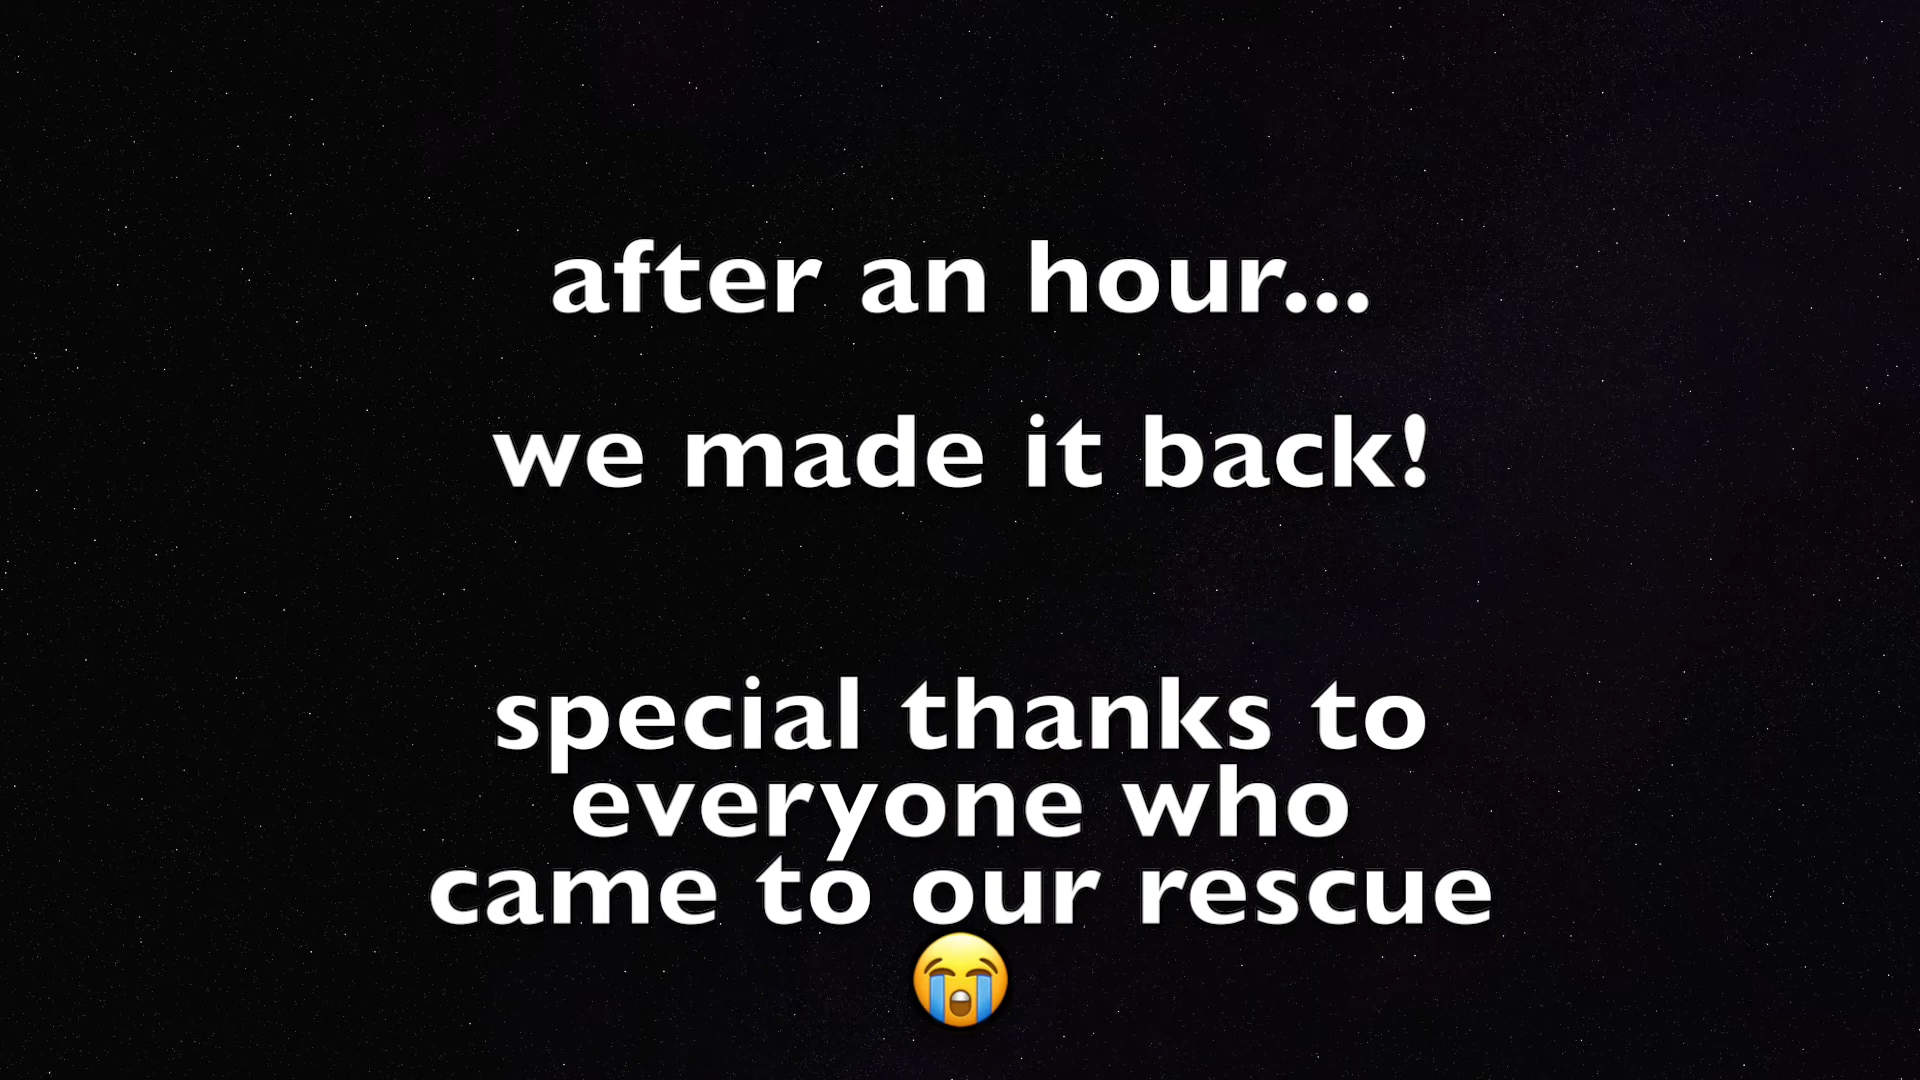 after an hour...
we made it back!
special thanks to
everyone who
came to our rescue
😭